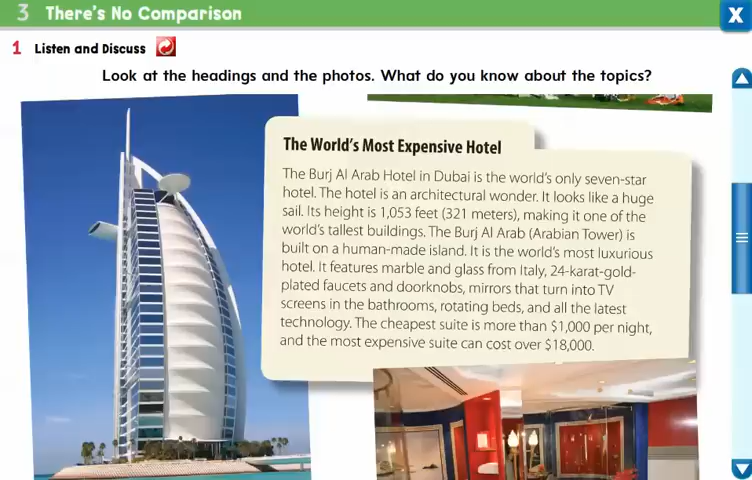 3 There's No Comparison
X
1 Listen and Discuss
Look at the headings and the photos. What do you know about the topics?
The World's Most Expensive Hotel
The Burj Al Arab Hotel in Dubai is the world's only seven-star
hotel. The hotel is an architectural wonder. It looks like a huge
sail. Its height is 1,053 feet (321 meters), making it one of the
world's tallest buildings. The Burj Al Arab (Arabian Tower) is
built on a human-made island. It is the world's most luxurious
hotel. It features marble and glass from Italy, 24-karat-gold-
plated faucets and doorknobs, mirrors that turn into TV
screens in the bathrooms, rotating beds, and all the latest
technology. The cheapest suite is more than $1,000 per night,
and the most expensive suite can cost over $18,000.